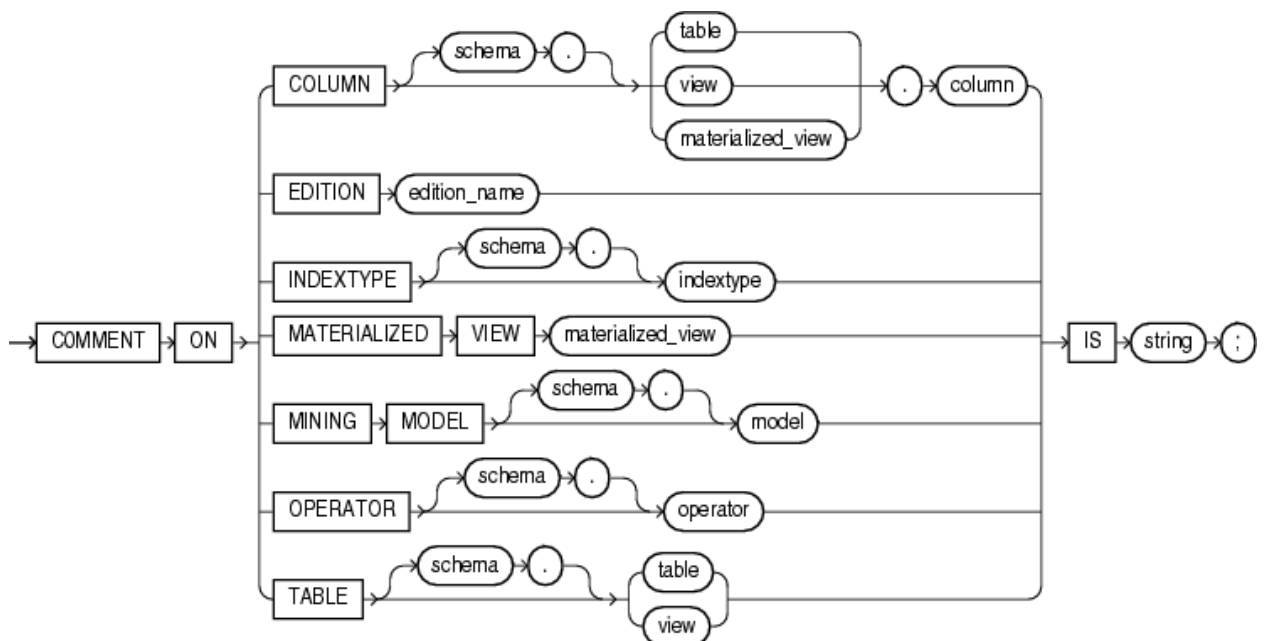 schema . table
COLUMN view . column
materialized_view
EDITION edition_name
schema .
INDEXTYPE indextype
COMMENT ON MATERIALIZED VIEW materialized_view IS string ;
schema .
MINING MODEL model
schema .
OPERATOR operator
schema . table
TABLE view